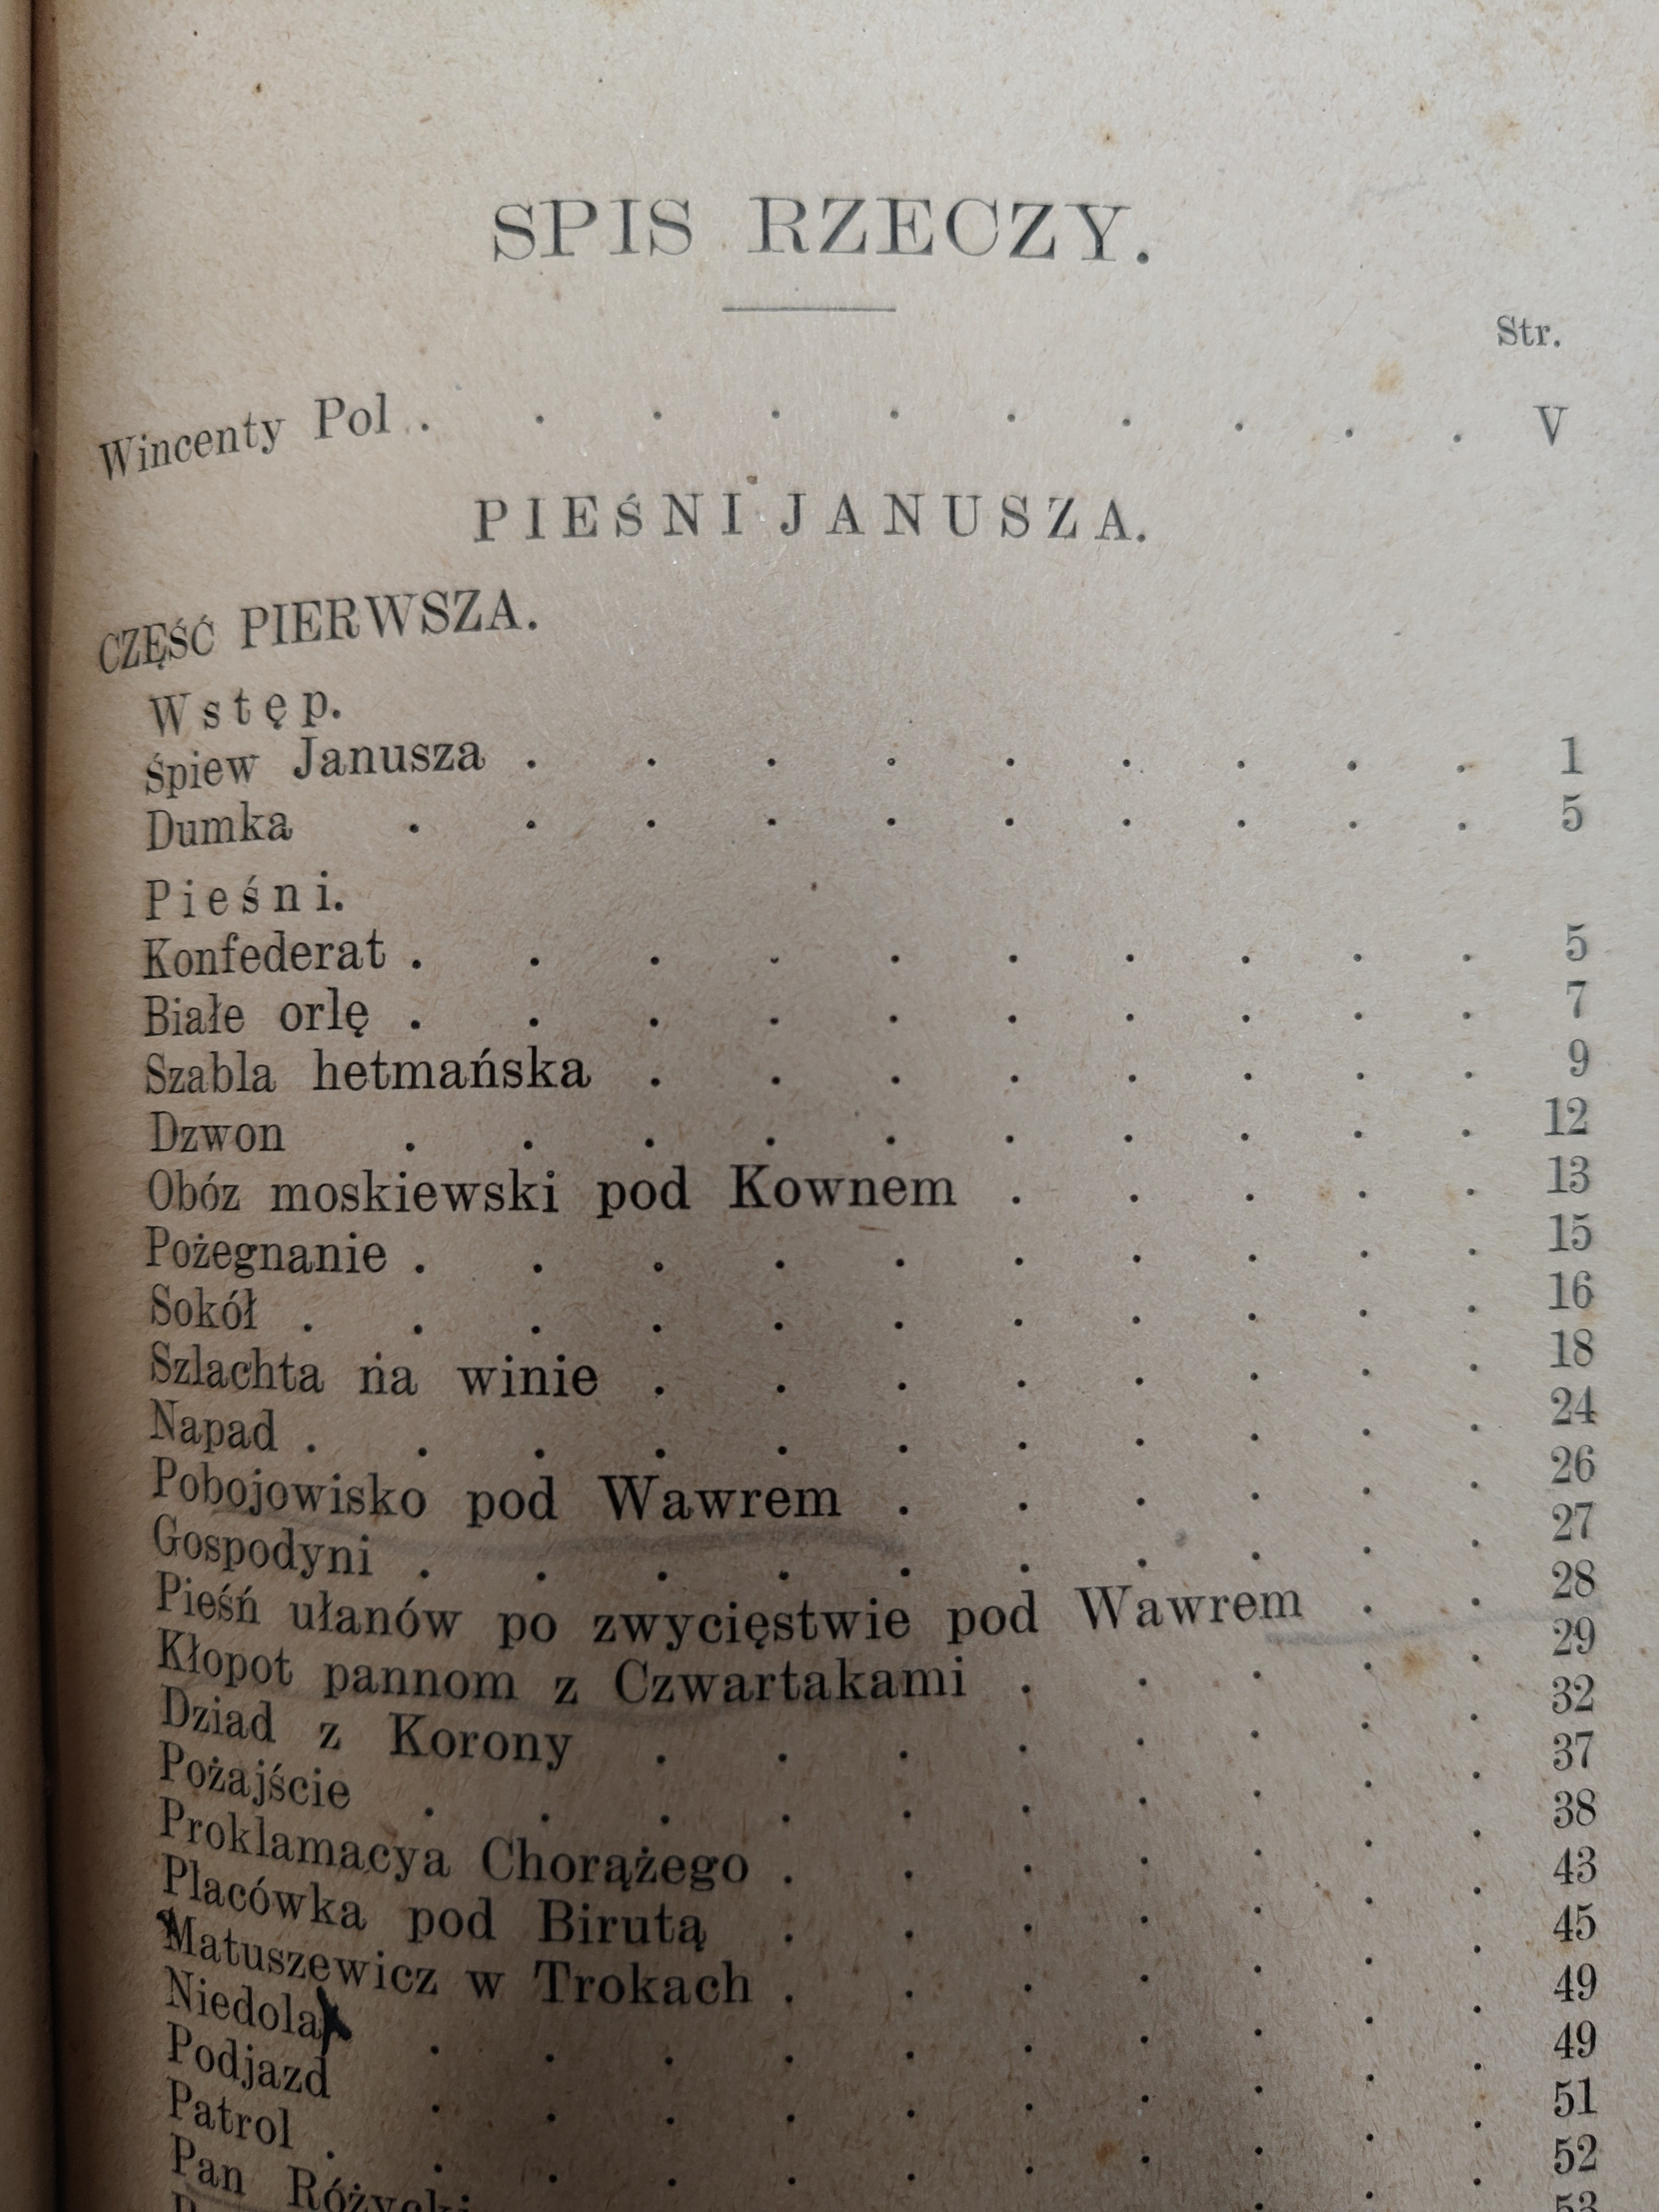 SPIS RZECZY.
Str.
Wincenty Pol . . . . . . . . . . V
PIEŚNI JANUSZA.
CZĘŚĆ PIERWSZA.
Wstęp.
Śpiew Janusza . . . . . . . . . 1
Dumka . . . . . . . . . . 5
Pieśni.
Konfederat . . . . . . . . . . 5
Białe orlę . . . . . . . . . . 7
Szabla hetmańska . . . . . . . . 9
Dzwon . . . . . . . . . . 12
Obóz moskiewski pod Kownem . . . . . 13
Pożegnanie . . . . . . . . . . 15
Sokół . . . . . . . . . . . 16
Szlachta na winie . . . . . . . . 18
Napad . . . . . . . . . . . 24
Pobojowisko pod Wawrem . . . . . . 26
Gospodyni . . . . . . . . . . 27
Pieśń ułanów po zwycięstwie pod Wawrem . . 28
Kłopot pannom z Czwartakami . . . . . 29
Dziad z Korony . . . . . . . . 32
Pożajście . . . . . . . . . . 37
Proklamacya Chorążego . . . . . . . 38
Placówka pod Birutą . . . . . . . 43
Matuszewicz w Trokach . . . . . . . 45
Niedola . . . . . . . . . . 49
Podjazd . . . . . . . . . . 49
Patrol . . . . . . . . . . . 51
Pan Różycki . . . . . . . . . 52
53